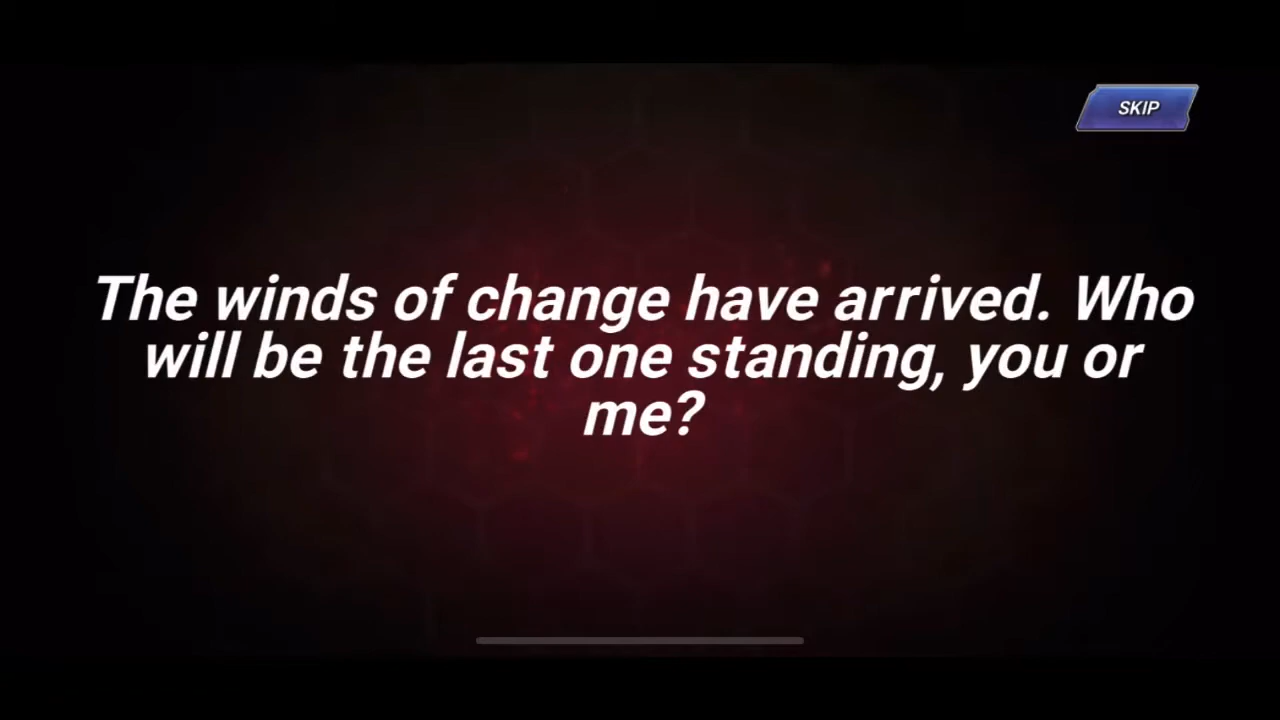 SKIP
The winds of change have arrived. Who
will be the last one standing, you or
me?